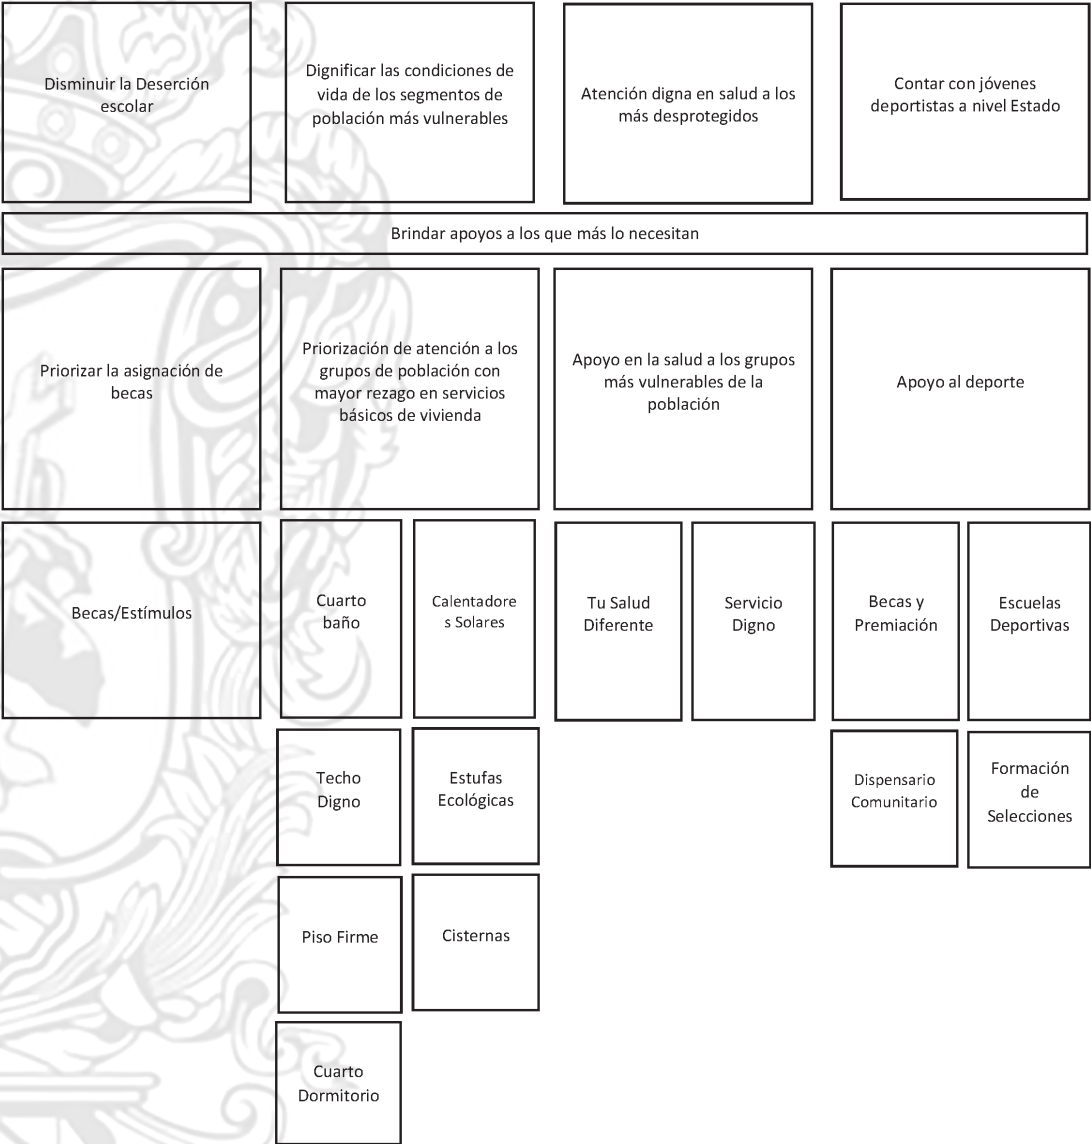 Disminuir la Deserción
escolar
Dignificar las condiciones de
vida de los segmentos de
población más vulnerables
Atención digna en salud a los
más desprotegidos
Contar con jóvenes
deportistas a nivel Estado
Brindar apoyos a los que más lo necesitan
Priorizar la asignación de
becas
Priorización de atención a los
grupos de población con
mayor rezago en servicios
básicos de vivienda
Apoyo en la salud a los grupos
más vulnerables de la
población
Apoyo al deporte
Becas/Estímulos
Cuarto
baño
Calentadore
s Solares
Tu Salud
Diferente
Servicio
Digno
Becas y
Premiación
Escuelas
Deportivas
Techo
Digno
Estufas
Ecológicas
Dispensario
Comunitario
Formación
de
Selecciones
Piso Firme
Cisternas
Cuarto
Dormitorio